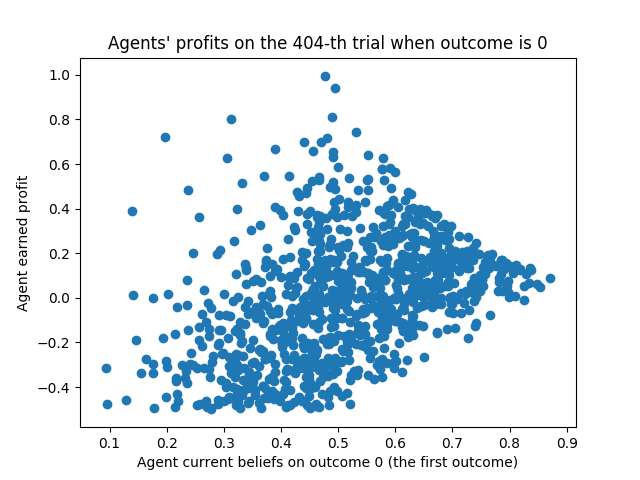 Agents' profits on the 404-th trial when outcome is 0
1.0
0.8
0.6
0.4
0.2
0.0
−0.2
−0.4
Agent earned profit
0.1 0.2 0.3 0.4 0.5 0.6 0.7 0.8 0.9
Agent current beliefs on outcome 0 (the first outcome)